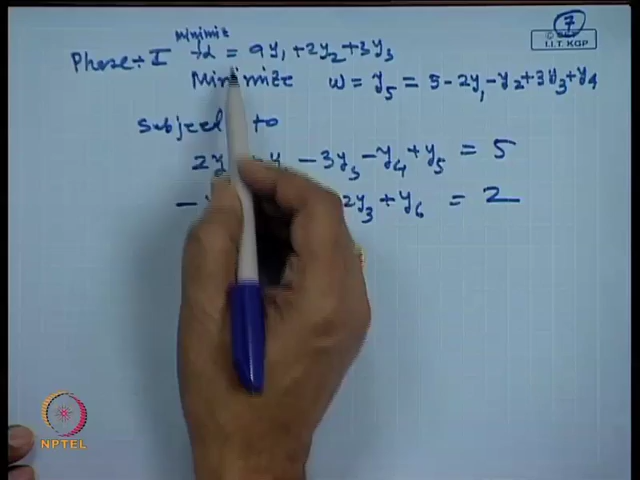 7
I.I.T. KGP
Minimize
Phase-I fd = 9y₁ + 2y₂ + 3y₃
Minimize w = y₅ = 5 - 2y₁ - y₂ + 3y₃ + y₄
Subject to
2y - 3y₃ - y₄ + y₅ = 5
- 2y₃ + y₆ = 2
NPTEL